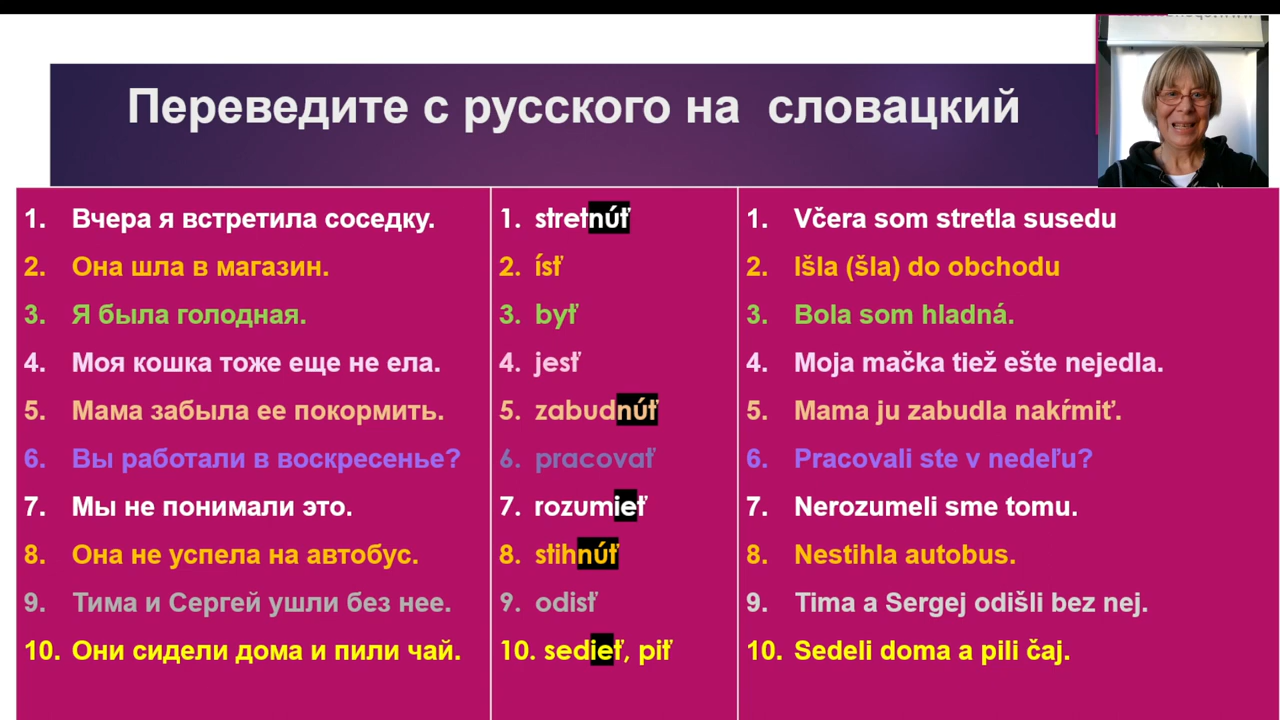 Переведите с русского на словацкий
1. Вчера я встретила соседку.
2. Она шла в магазин.
3. Я была голодная.
4. Моя кошка тоже еще не ела.
5. Мама забыла ее покормить.
6. Вы работали в воскресенье?
7. Мы не понимали это.
8. Она не успела на автобус.
9. Тима и Сергей ушли без нее.
10. Они сидели дома и пили чай.
1. stretnúť
2. ísť
3. byť
4. jesť
5. zabudnúť
6. pracovať
7. rozumieť
8. stihnúť
9. odisť
10. sedieť, piť
1. Včera som stretla susedu
2. Išla (šla) do obchodu
3. Bola som hladná.
4. Moja mačka tiež ešte nejedla.
5. Mama ju zabudla nakŕmiť.
6. Pracovali ste v nedeľu?
7. Nerozumeli sme tomu.
8. Nestihla autobus.
9. Tima a Sergej odišli bez nej.
10. Sedeli doma a pili čaj.